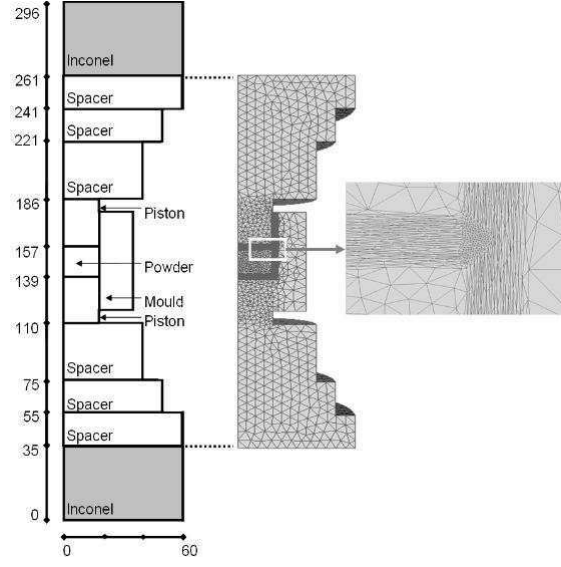 296
Inconel
261
Spacer
241
Spacer
221
Spacer
186
Piston
157
Powder
139
Mould
Piston
110
Spacer
75
Spacer
55
Spacer
35
Inconel
0
0 60